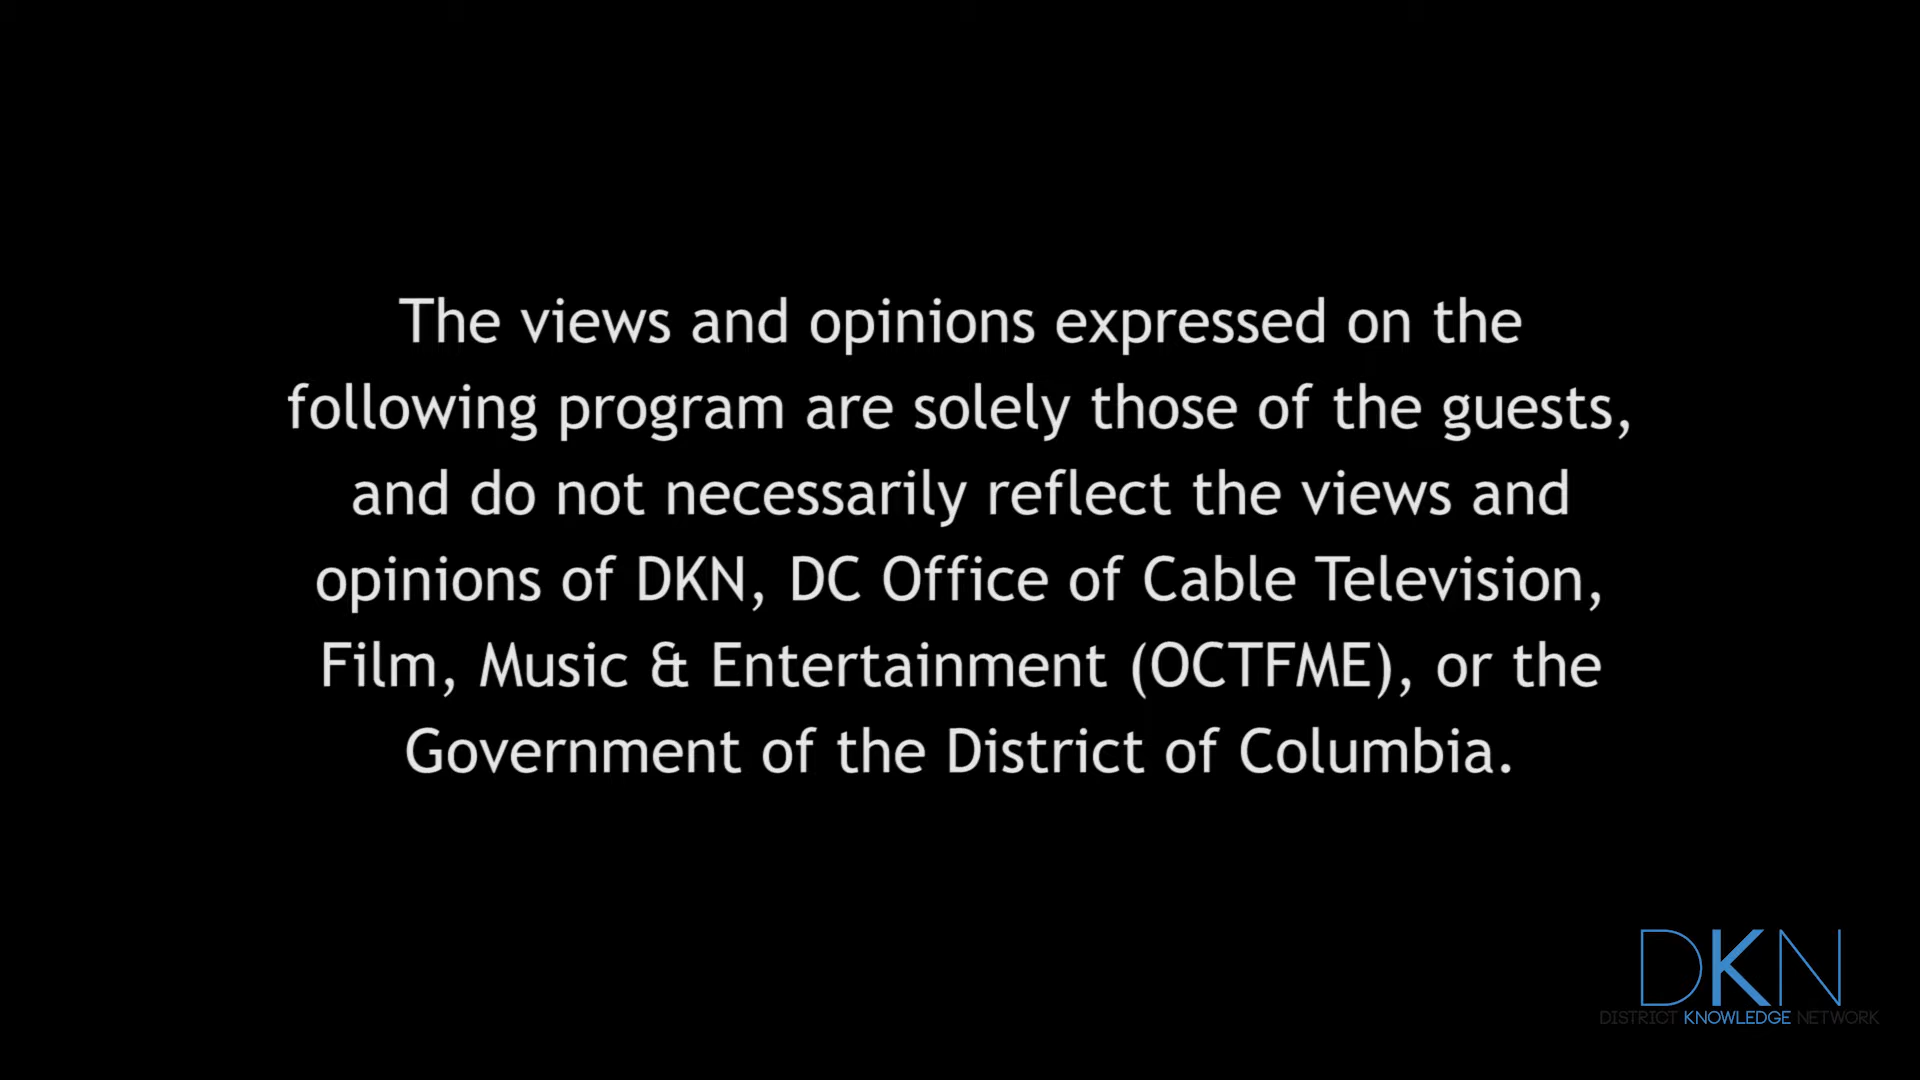 The views and opinions expressed on the
following program are solely those of the guests,
and do not necessarily reflect the views and
opinions of DKN, DC Office of Cable Television,
Film, Music & Entertainment (OCTFME), or the
Government of the District of Columbia.
DKN
DISTRICT KNOWLEDGE NETWORK